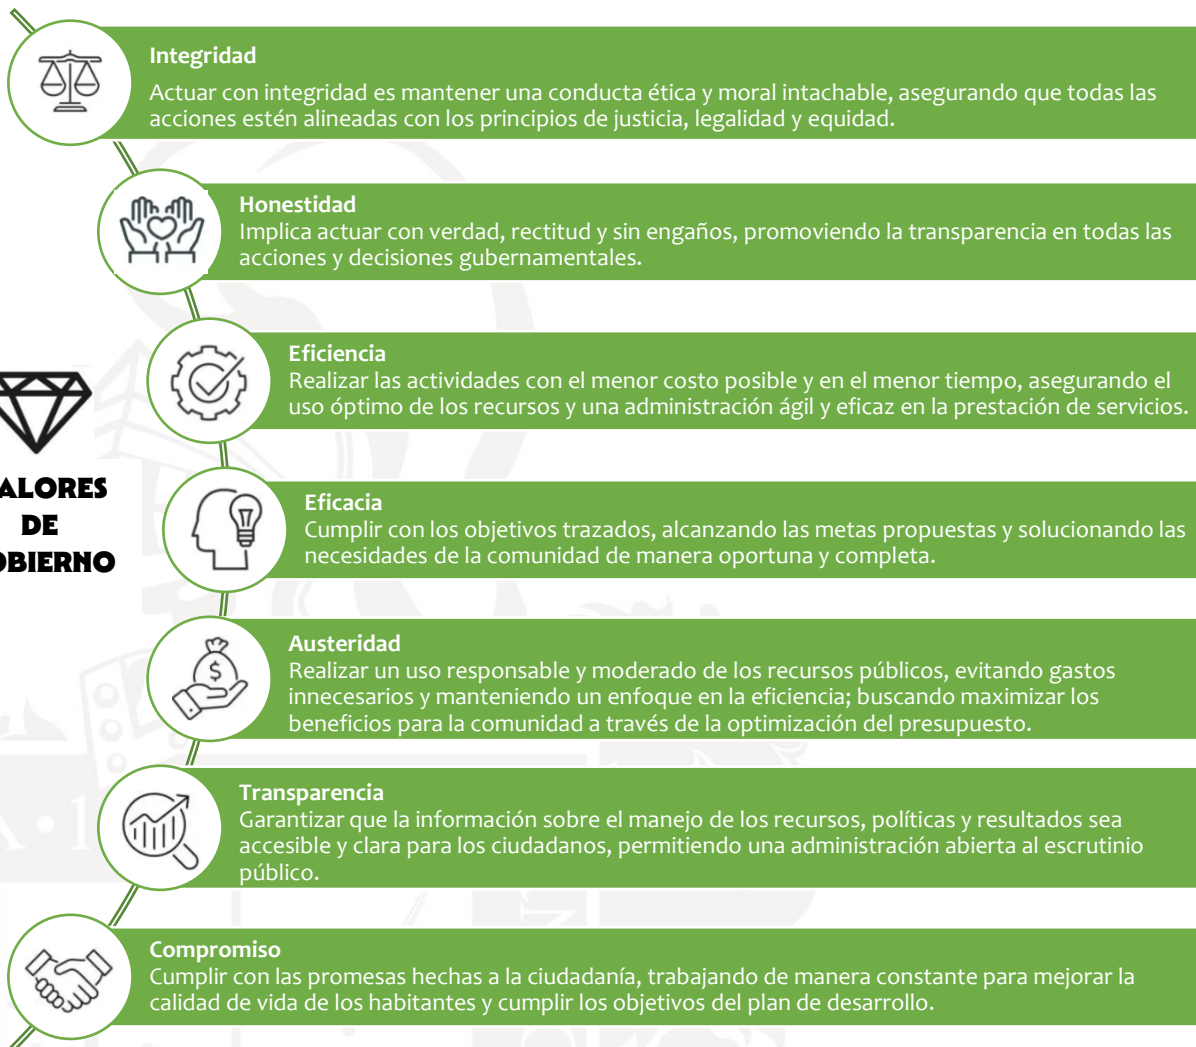 Integridad
Actuar con integridad es mantener una conducta ética y moral intachable, asegurando que todas las
acciones estén alineadas con los principios de justicia, legalidad y equidad.
Honestidad
Implica actuar con verdad, rectitud y sin engaños, promoviendo la transparencia en todas las
acciones y decisiones gubernamentales.
Eficiencia
Realizar las actividades con el menor costo posible y en el menor tiempo, asegurando el
uso óptimo de los recursos y una administración ágil y eficaz en la prestación de servicios.
ALORES
DE
OBIERNO
Eficacia
Cumplir con los objetivos trazados, alcanzando las metas propuestas y solucionando las
necesidades de la comunidad de manera oportuna y completa.
Austeridad
Realizar un uso responsable y moderado de los recursos públicos, evitando gastos
innecesarios y manteniendo un enfoque en la eficiencia; buscando maximizar los
beneficios para la comunidad a través de la optimización del presupuesto.
Transparencia
Garantizar que la información sobre el manejo de los recursos, políticas y resultados sea
accesible y clara para los ciudadanos, permitiendo una administración abierta al escrutinio
público.
Compromiso
Cumplir con las promesas hechas a la ciudadanía, trabajando de manera constante para mejorar la
calidad de vida de los habitantes y cumplir los objetivos del plan de desarrollo.